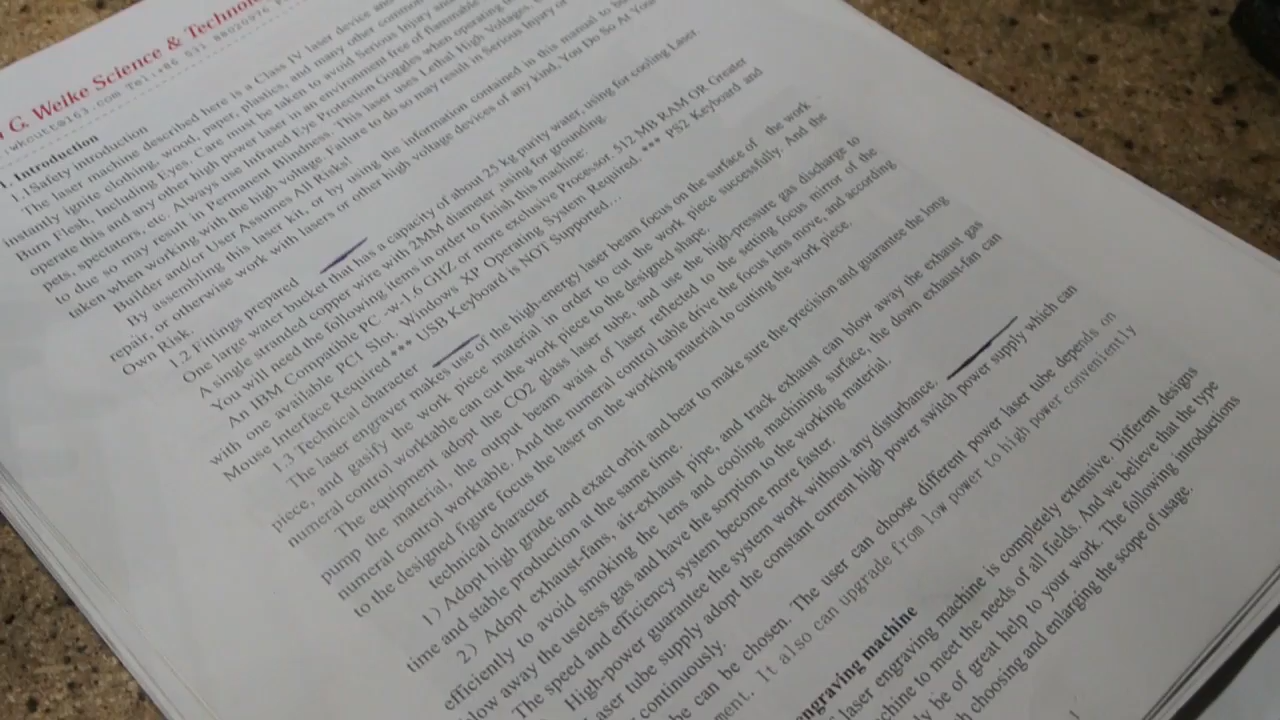 G. Welke Science & Technolo
wkoutt@163.com Tel:+86 531 88020976
1. Introduction
1.1Safety introduction
The laser machine described here is a Class IV laser device and
instantly ignite clothing, wood, paper, plastics, and many other common
Burn Flesh, Including Eyes. Care must be taken to avoid Serious Injury
operate this and any other high power laser in an environment free of flammable
pets, spectators, etc. Always use Infrared Eye Protection Goggles when operating
to due so may result in Permanent Blindness. This laser uses Lethal High Voltages.
taken when working with the high voltage. Failure to do so may result in Serious Injury or
Builder and/or User Assumes All Risks!
By assembling this laser kit, or by using the information contained in this manual to
repair, or otherwise work with lasers or other high voltage devices of any kind, You Do So At Your
Own Risk.
1.2 Fittings prepared
One large water bucket that has a capacity of about 25 kg purity water, using for cooling Laser.
A single stranded copper wire with 2MM diameter using for grounding.
You will need the following items in order to finish this machine:
An IBM Compatible PC -w-1.6 GHZ or more exclusive Processor. 512 MB RAM OR Greater
with one available PCI Slot, Windows XP Operating System Required. *** PS2 Keyboard and
Mouse Interface Required *** USB Keyboard is NOT Supported...
1.3 Technical character
The laser engraver makes use of the high-energy laser beam focus on the surface of the work
piece, and gasify the work piece material in order to cut the work piece successfully. And the
numeral control worktable can cut the work piece to the designed shape.
The equipment adopt the CO2 glass laser tube, and use the high-pressure gas discharge to
pump the material, the output beam waist of laser reflected to the setting focus mirror of the
numeral control worktable. And the numeral control table drive the focus lens move, and according
to the designed figure focus the laser on the working material to cutting the work piece.
technical character
1) Adopt high grade and exact orbit and bear to make sure the precision and guarantee the long
time and stable production at the same time.
2) Adopt exhaust-fans, air-exhaust pipe, and track exhaust can blow away the exhaust gas
efficiently to avoid smoking the lens and cooling machining surface, the down exhaust-fan can
blow away the useless gas and have the sorption to the working material.
The speed and efficiency system become more faster.
High-power guarantee the system work without any disturbance.
aser tube supply adopt the constant current high power switch power supply which can
continuously.
be can be chosen. The user can choose different power laser tube depends on
ment. It also can upgrade from low power to high power conveniently
engraving machine
laser engraving machine is completely extensive. Different designs
achine to meet the needs of all fields. And we believe that the type
ly be of great help to your work. The following introductions
h choosing and enlarging the scope of usage.